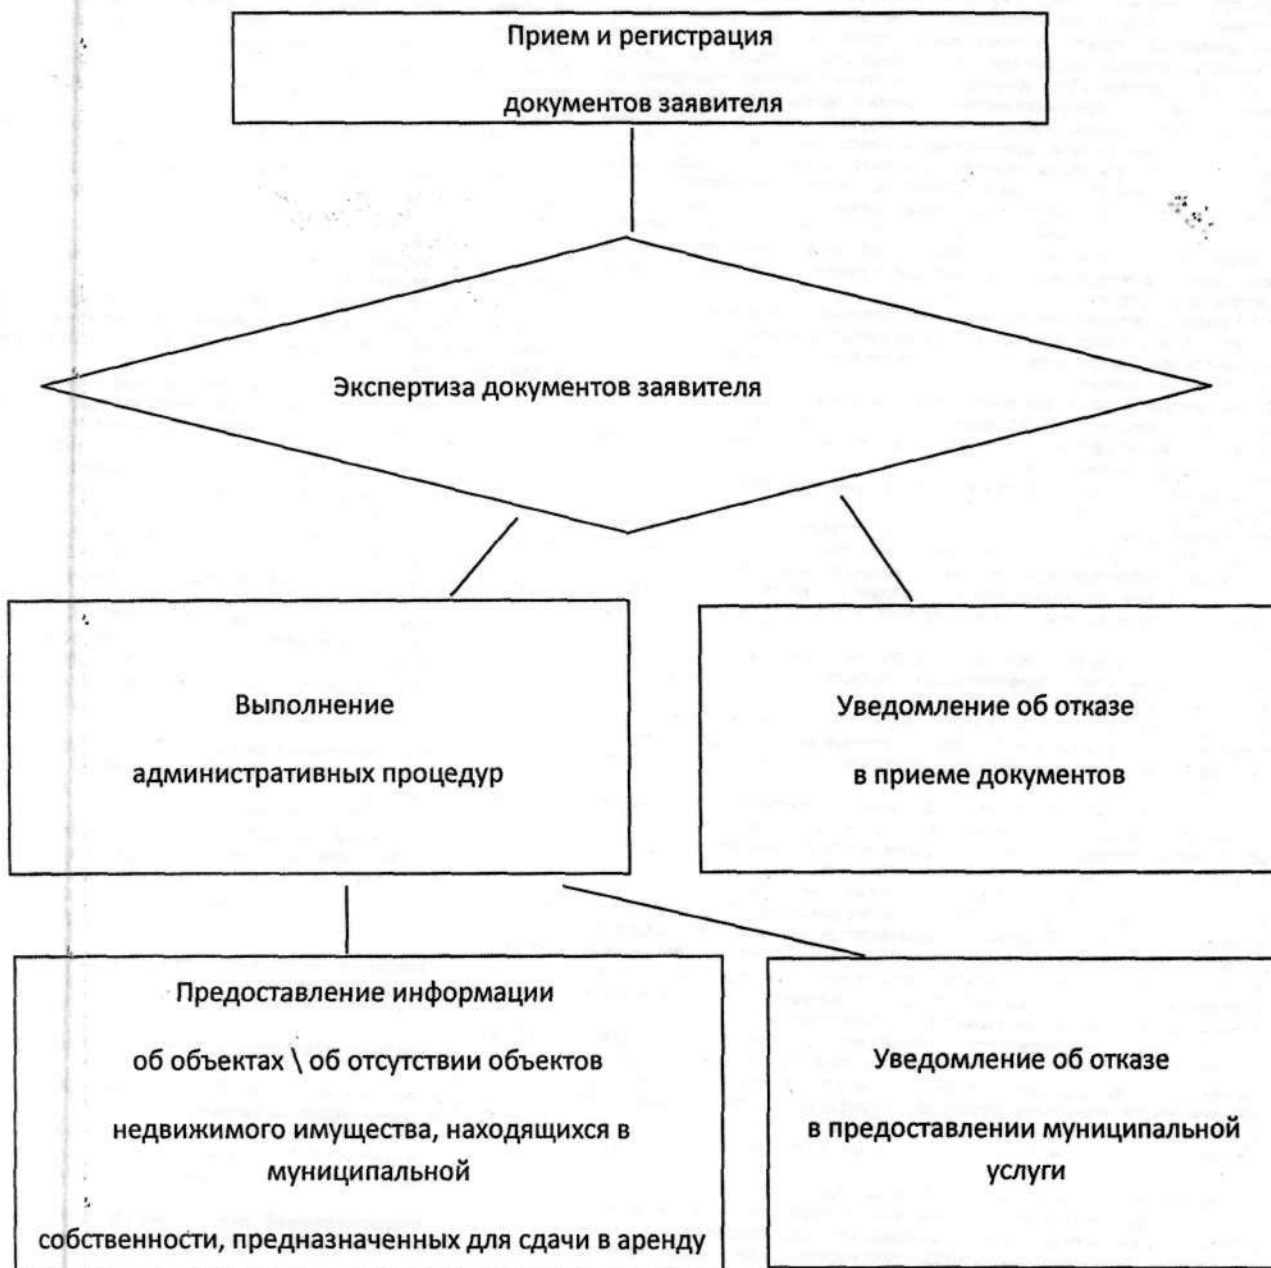 Прием и регистрация
документов заявителя
Экспертиза документов заявителя
Выполнение
административных процедур
Уведомление об отказе
в приеме документов
Предоставление информации
об объектах \ об отсутствии объектов
недвижимого имущества, находящихся в
муниципальной
собственности, предназначенных для сдачи в аренду
Уведомление об отказе
в предоставлении муниципальной
услуги